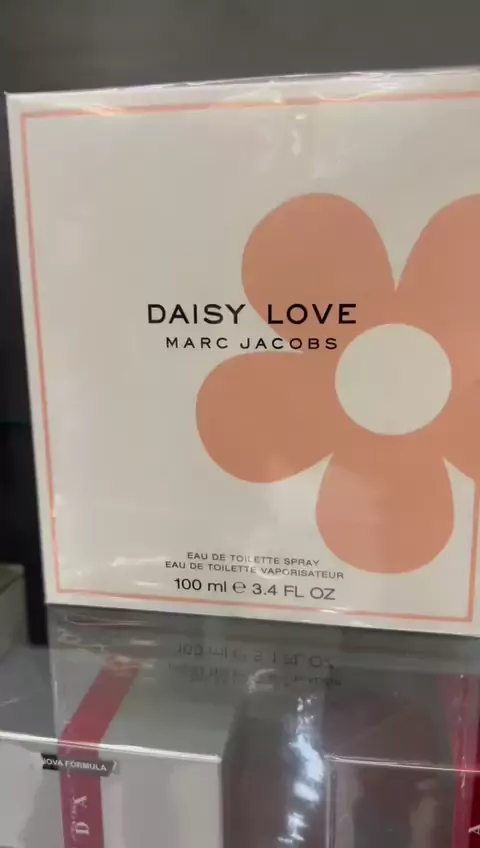 DAISY LOVE
MARC JACOBS
EAU DE TOILETTE SPRAY
EAU DE TOILETTE VAPORISATEUR
100 ml ℮ 3.4 FL OZ
NOVA FÓRMULA